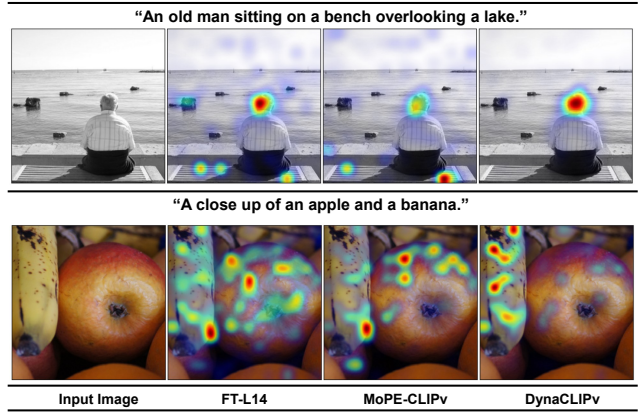 “An old man sitting on a bench overlooking a lake.”
“A close up of an apple and a banana.”
Input Image FT-L14 MoPE-CLIPv DynaCLIPv